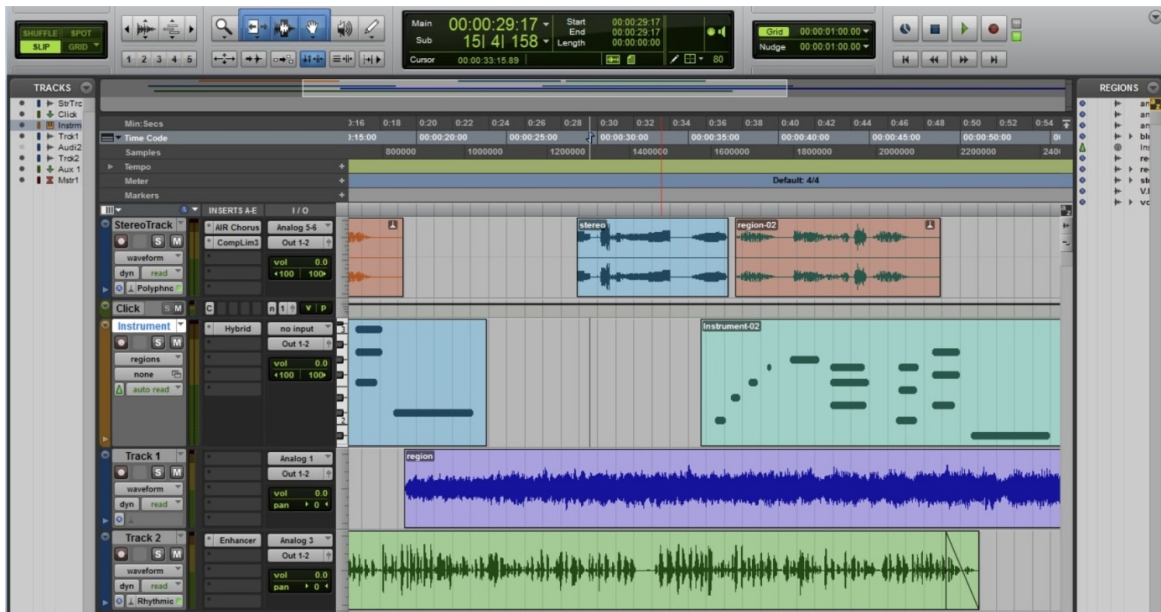 SHUFFLE SPOT
SLIP GRID
1 2 3 4 5
Main 00:00:29:17
Sub 15| 4| 158
Start 00:00:29:17
End 00:00:29:17
Length 00:00:00:00
Cursor 00:00:33:15.89
80
Grid 00:00:01:00.00
Nudge 00:00:01:00.00
TRACKS
StrTrc
Click
Instrm
Trck1
Audi2
Trck2
Aux 1
Mstr1
REGIONS
Min:Secs 0:18 0:20 0:22 0:24 0:26 0:28 0:30 0:32 0:34 0:36 0:38 0:40 0:42 0:44 0:46 0:48 0:50 0:52 0:54
Time Code 00:00:20:00 00:00:25:00 00:00:30:00 00:00:35:00 00:00:40:00 00:00:45:00 00:00:50:00
Samples 800000 1000000 1200000 1400000 1600000 1800000 2000000 2200000
Tempo
Meter Default: 4/4
Markers
INSERTS A-E I / O
StereoTrack AIR Chorus Analog 5-6 stereo region-02
S M CompLim3 Out 1-2
waveform vol 0.0
dyn read 100 100
Polyphnc
Click S M C n 1 V P
Instrument Hybrid no input Instrument-02
S M Out 1-2
regions vol 0.0
none 100 100
auto read
Track 1 Analog 1 region
S M Out 1-2
waveform vol 0.0
dyn read pan 0
Track 2 Enhancer Analog 3
S M Out 1-2
waveform vol 0.0
dyn read pan 0
Rhythmic